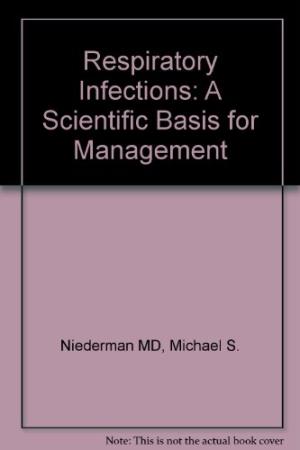 Respiratory
Infections: A
Scientific Basis for
Management
Niederman MD, Michael S.
Note: This is not the actual book cover